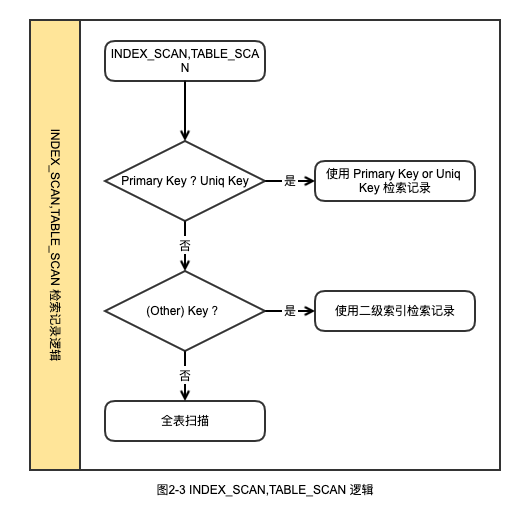 INDEX_SCAN,TABLE_SCAN 检索记录逻辑
INDEX_SCAN,TABLE_SCA
N
Primary Key ? Uniq Key
是
使用 Primary Key or Uniq
Key 检索记录
否
(Other) Key ?
是
使用二级索引检索记录
否
全表扫描
图2-3 INDEX_SCAN,TABLE_SCAN 逻辑